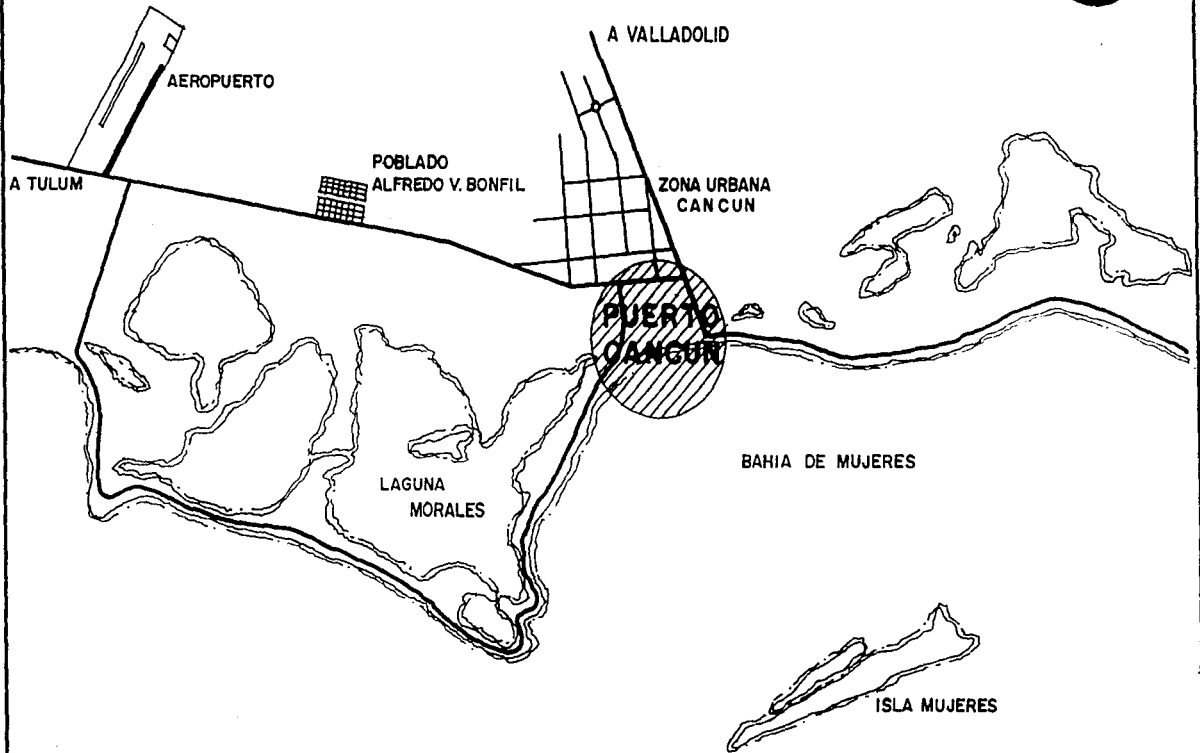 A VALLADOLID
AEROPUERTO
POBLADO
ALFREDO V. BONFIL
A TULUM
ZONA URBANA
CANCUN
PUERTO
CANCUN
BAHIA DE MUJERES
LAGUNA
MORALES
ISLA MUJERES